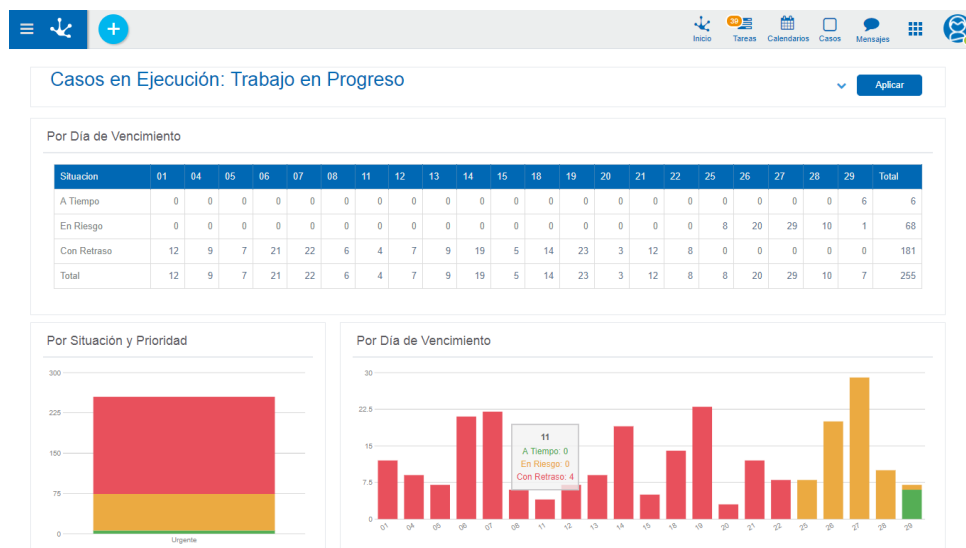 39
Inicio Tareas Calendarios Casos Mensajes
Casos en Ejecución: Trabajo en Progreso
Aplicar
Por Día de Vencimiento
Situacion 01 04 05 06 07 08 11 12 13 14 15 18 19 20 21 22 25 26 27 28 29 Total
A Tiempo 0 0 0 0 0 0 0 0 0 0 0 0 0 0 0 0 0 0 0 0 6 6
En Riesgo 0 0 0 0 0 0 0 0 0 0 0 0 0 0 0 0 8 20 29 10 1 68
Con Retraso 12 9 7 21 22 6 4 7 9 19 5 14 23 3 12 8 0 0 0 0 0 181
Total 12 9 7 21 22 6 4 7 9 19 5 14 23 3 12 8 8 20 29 10 7 255
Por Situación y Prioridad
300
225
150
75
0
Urgente
Por Día de Vencimiento
30
22.5
15
7.5
0
11
A Tiempo: 0
En Riesgo: 0
Con Retraso: 4
01 04 05 06 07 08 11 12 13 14 15 18 19 20 21 22 25 26 27 28 29